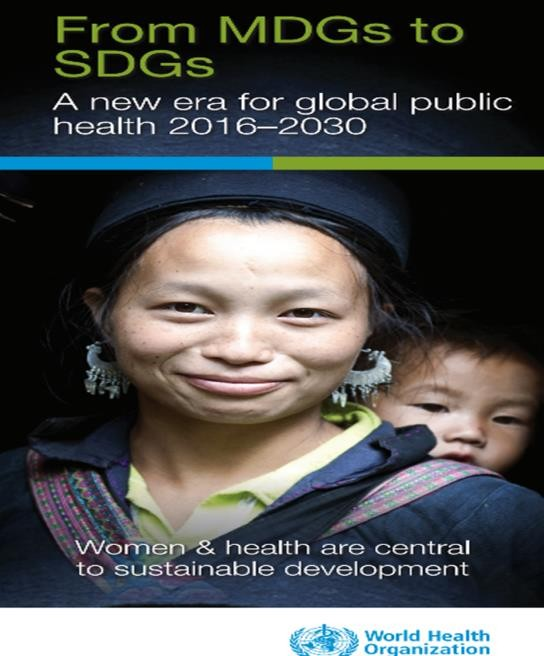 From MDGs to
SDGs
A new era for global public
health 2016–2030
Women & health are central
to sustainable development
World Health
Organization